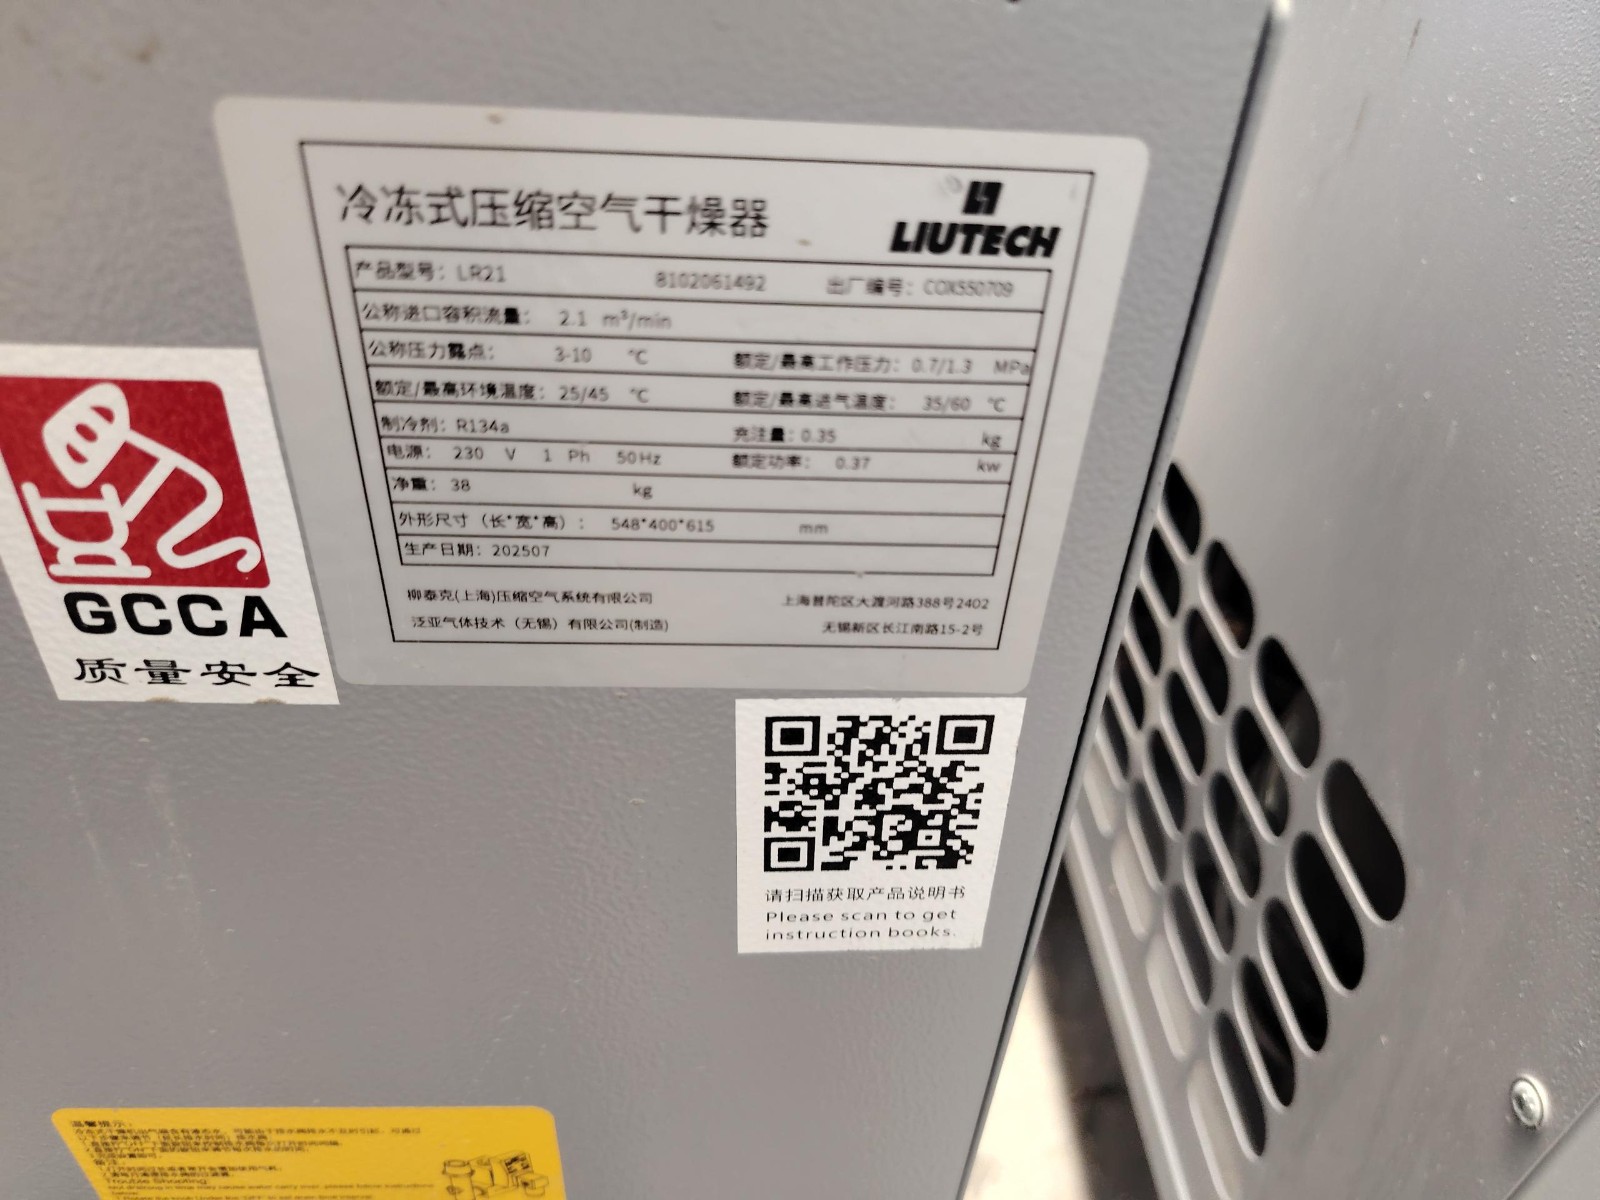 冷冻式压缩空气干燥器
LIUTECH
产品型号：LR21 8102061492 出厂编号：COX550709
公称进口容积流量： 2.1 m³/min
公称压力露点： 3-10 °C 额定/最高工作压力：0.7/1.3 MPa
额定/最高环境温度：25/45 °C 额定/最高进气温度： 35/60 °C
制冷剂：R134a 充注量：0.35 kg
电源： 230 V 1 Ph 50Hz 额定功率： 0.37 kw
净重：38 kg
外形尺寸（长*宽*高）： 548*400*615 mm
生产日期：202507
柳泰克(上海)压缩空气系统有限公司 上海普陀区大渡河路388号2402
泛亚气体技术（无锡）有限公司(制造) 无锡新区长江南路15-2号
GCCA
质量安全
请扫描获取产品说明书
Please scan to get
instruction books.
温馨提示：
Trouble Shooting